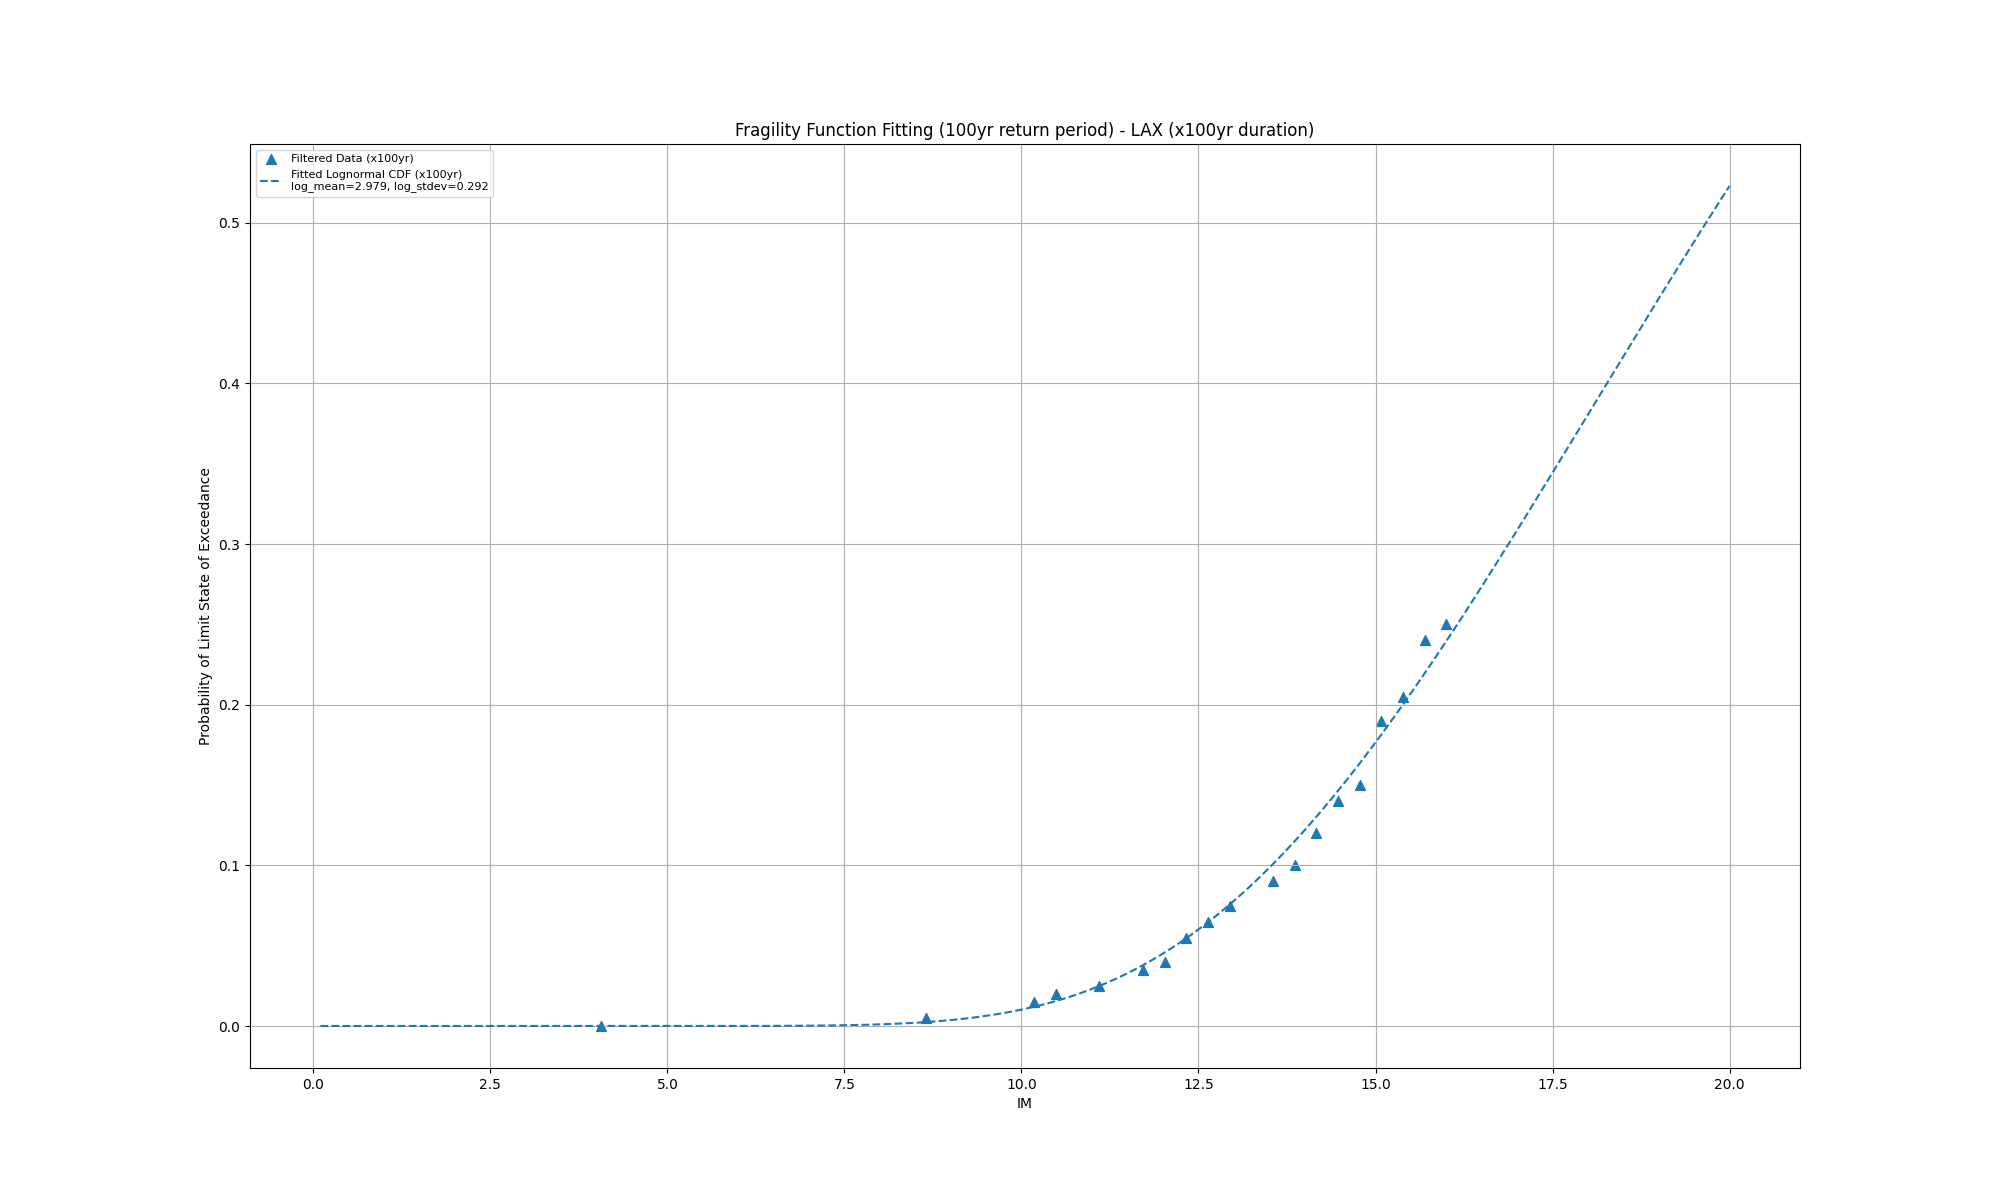 Fragility Function Fitting (100yr return period) - LAX (x100yr duration)
Filtered Data (x100yr)
Fitted Lognormal CDF (x100yr)
log_mean=2.979, log_stdev=0.292
Probability of Limit State of Exceedance
0.5
0.4
0.3
0.2
0.1
0.0
0.0 2.5 5.0 7.5 10.0 12.5 15.0 17.5 20.0
IM